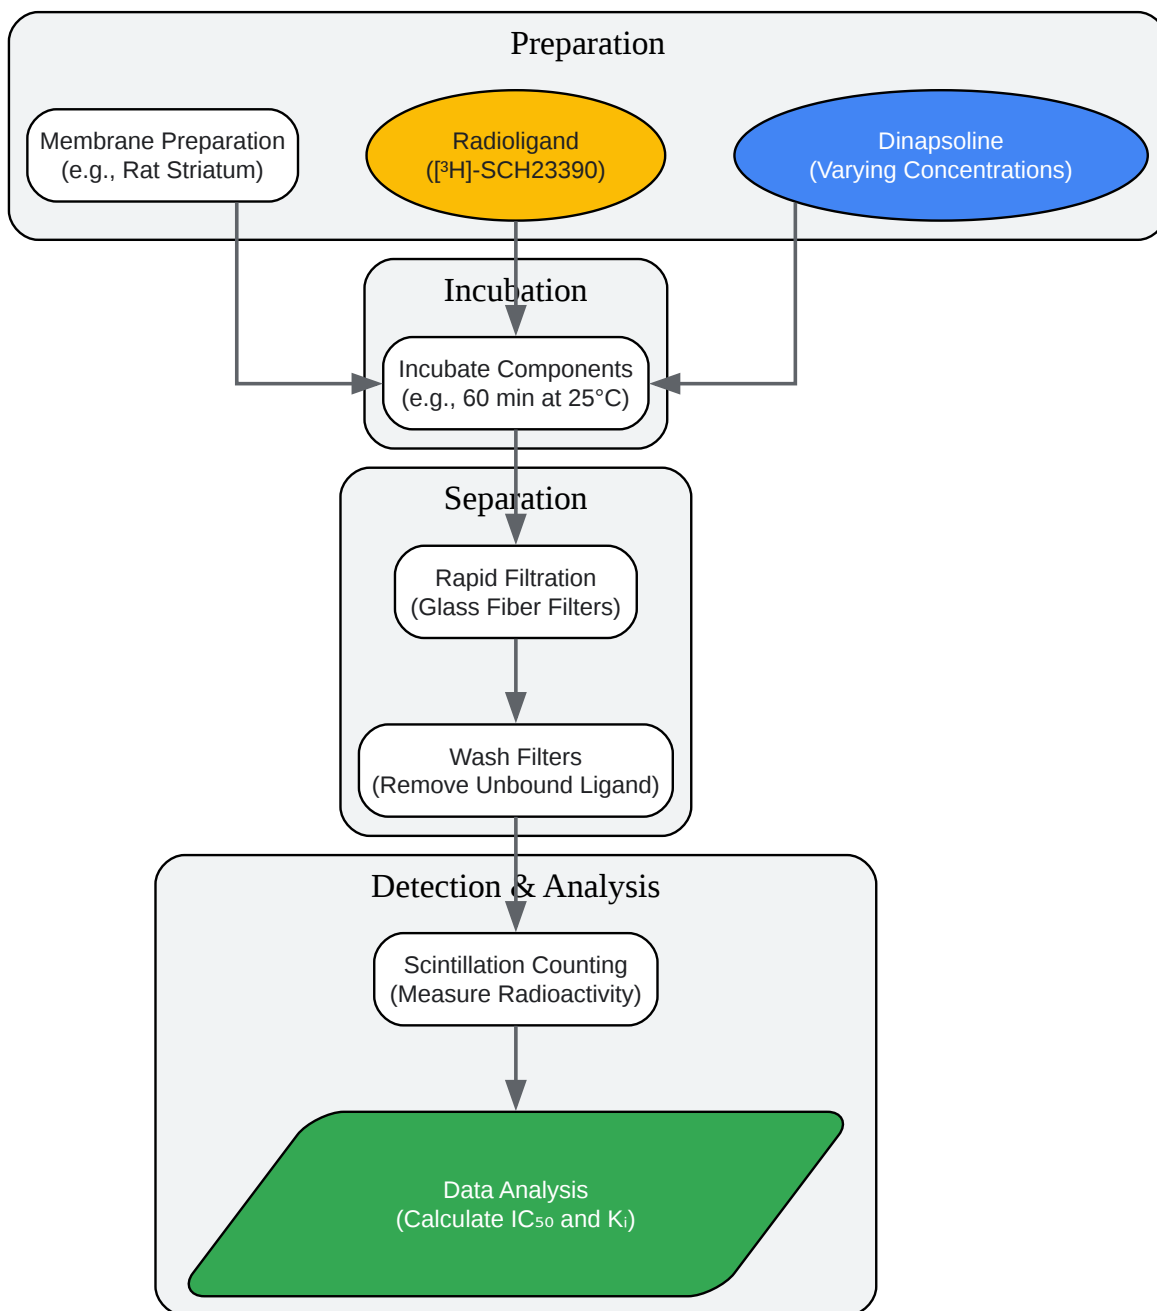 Preparation
Membrane Preparation
(e.g., Rat Striatum)
Radioligand
([³H]-SCH23390)
Dinapsoline
(Varying Concentrations)
Incubation
Incubate Components
(e.g., 60 min at 25°C)
Separation
Rapid Filtration
(Glass Fiber Filters)
Wash Filters
(Remove Unbound Ligand)
Detection & Analysis
Scintillation Counting
(Measure Radioactivity)
Data Analysis
(Calculate IC₅₀ and Kᵢ)